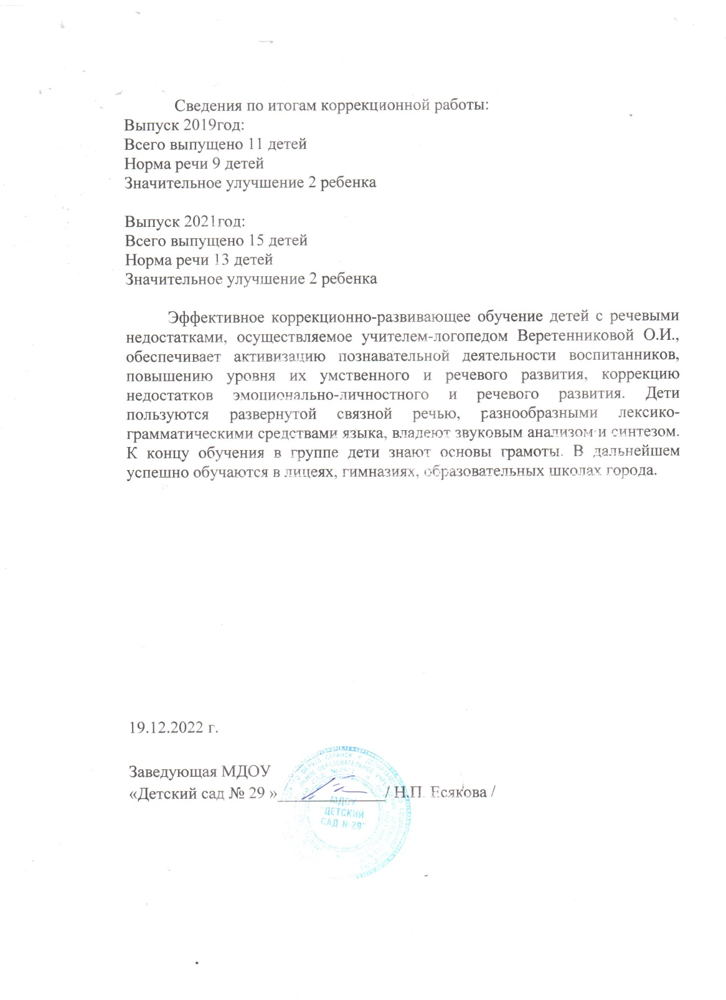 Сведения по итогам коррекционной работы:
Выпуск 2019год:
Всего выпущено 11 детей
Норма речи 9 детей
Значительное улучшение 2 ребенка
Выпуск 2021год:
Всего выпущено 15 детей
Норма речи 13 детей
Значительное улучшение 2 ребенка
Эффективное коррекционно-развивающее обучение детей с речевыми
недостатками, осуществляемое учителем-логопедом Веретенниковой О.И.,
обеспечивает активизацию познавательной деятельности воспитанников,
повышению уровня их умственного и речевого развития, коррекцию
недостатков эмоционально-личностного и речевого развития. Дети
пользуются развернутой связной речью, разнообразными лексико-
грамматическими средствами языка, владеют звуковым анализом и синтезом.
К концу обучения в группе дети знают основы грамоты. В дальнейшем
успешно обучаются в лицеях, гимназиях, образовательных школах города.
19.12.2022 г.
Заведующая МДОУ
«Детский сад № 29 »_____________/ Н.П. Есякова /
МДОУ
"ДЕТСКИЙ
САД №29"